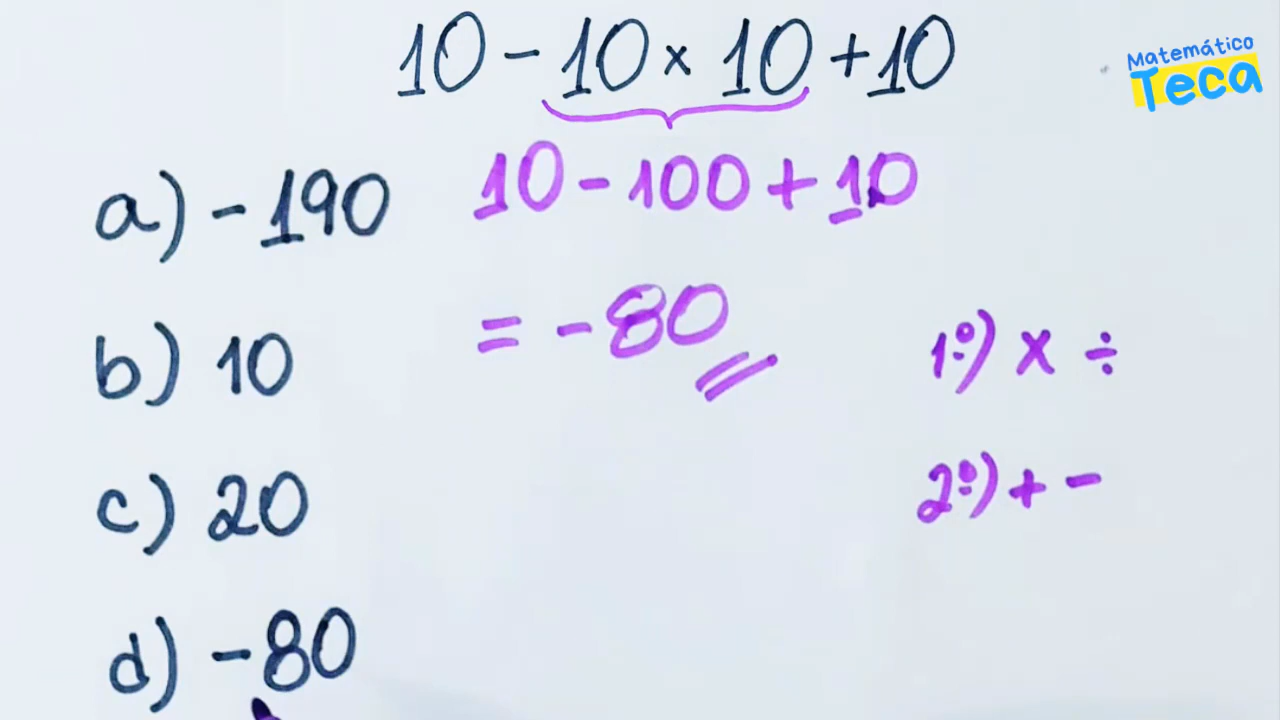 10 - 10 x 10 + 10
Matemático
Teca
a) - 190
10 - 100 + 10
= - 80
b) 10
1º) x ÷
c) 20
2º) + -
d) - 80